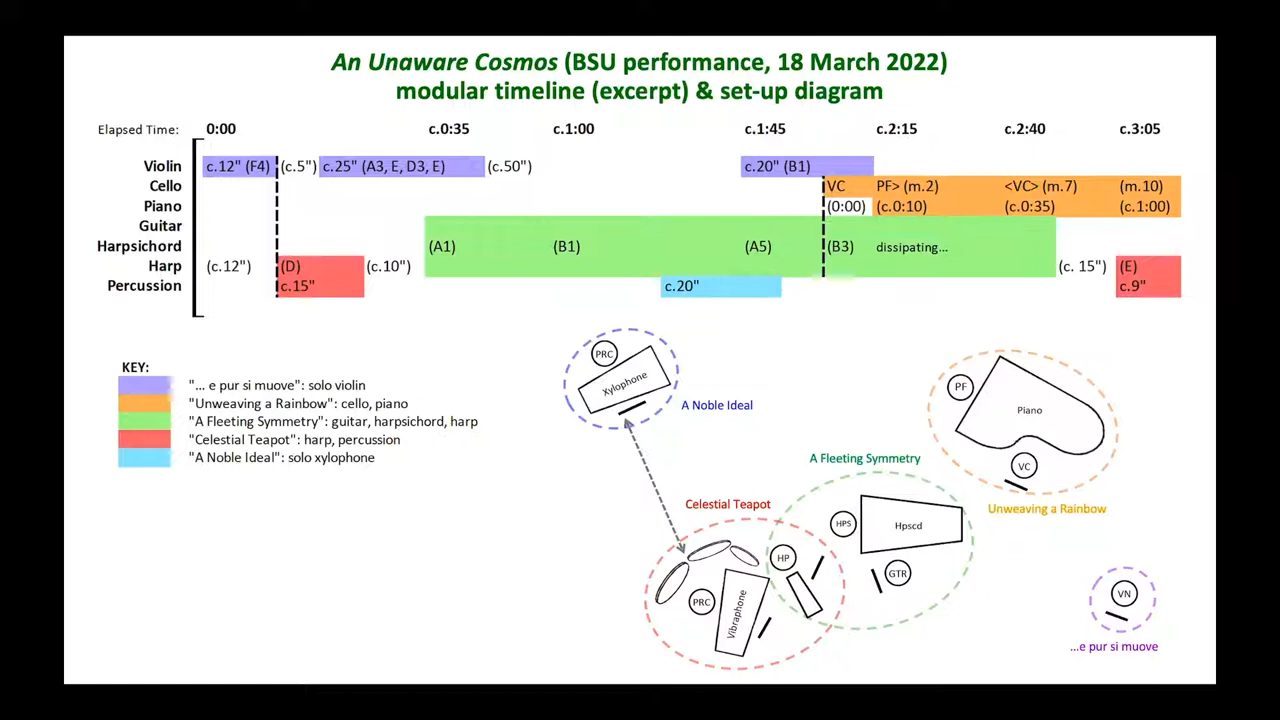 An Unaware Cosmos (BSU performance, 18 March 2022)
modular timeline (excerpt) & set-up diagram
Elapsed Time: 0:00 c.0:35 c.1:00 c.1:45 c.2:15 c.2:40 c.3:05
Violin c.12" (F4) (c.5") c.25" (A3, E, D3, E) (c.50") c.20" (B1)
Cello VC PF> (m.2) <VC> (m.7) (m.10)
Piano (0:00) (c.0:10) (c.0:35) (c.1:00)
Guitar
Harpsichord (A1) (B1) (A5) (B3) dissipating...
Harp (c.12") (D) (c.10") (c. 15") (E)
Percussion c.15" c.20" c.9"
KEY:
"... e pur si muove": solo violin
"Unweaving a Rainbow": cello, piano
"A Fleeting Symmetry": guitar, harpsichord, harp
"Celestial Teapot": harp, percussion
"A Noble Ideal": solo xylophone
PRC
Xylophone
A Noble Ideal
PF
Piano
VC
Unweaving a Rainbow
A Fleeting Symmetry
HPS
Hpscd
GTR
Celestial Teapot
HP
PRC
Vibraphone
VN
...e pur si muove